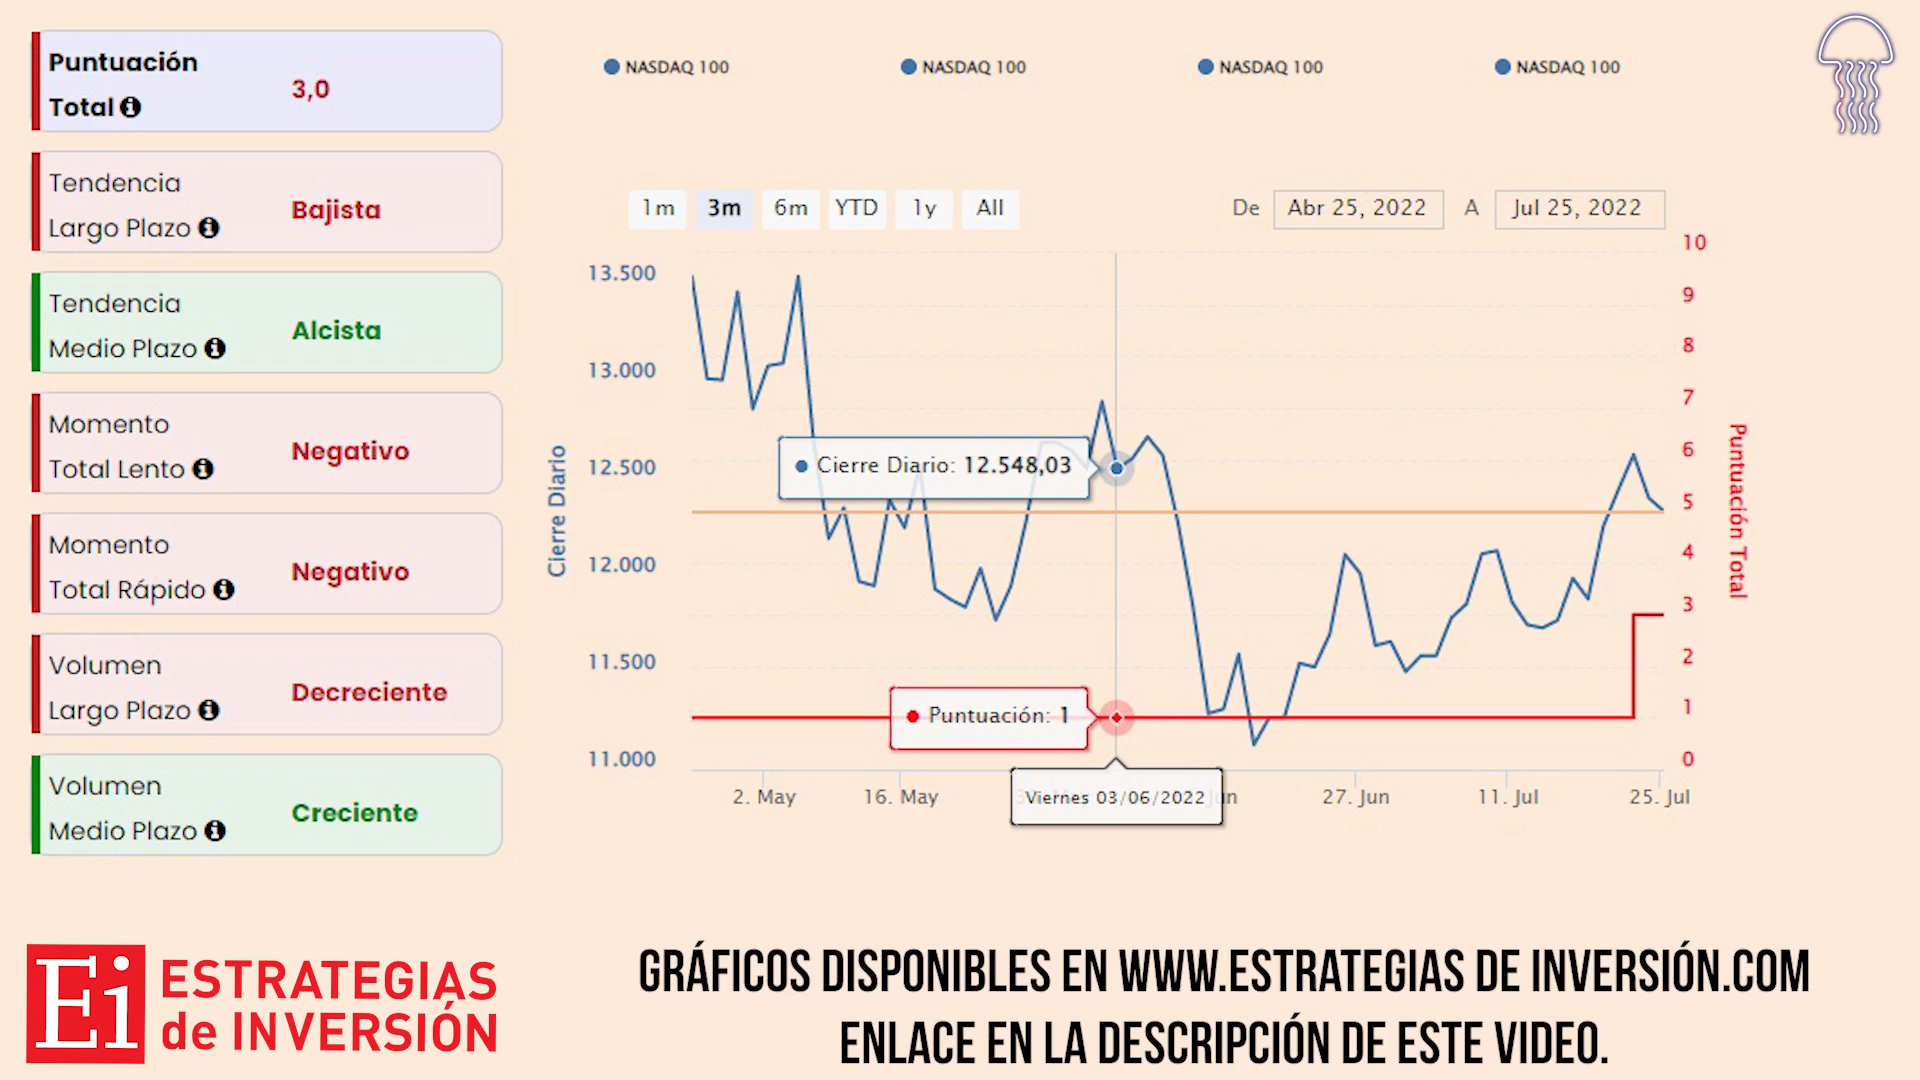 Puntuación
Total
3,0
Tendencia
Largo Plazo
Bajista
Tendencia
Medio Plazo
Alcista
Momento
Total Lento
Negativo
Momento
Total Rápido
Negativo
Volumen
Largo Plazo
Decreciente
Volumen
Medio Plazo
Creciente
NASDAQ 100
NASDAQ 100
NASDAQ 100
NASDAQ 100
1m 3m 6m YTD 1y All
De Abr 25, 2022 A Jul 25, 2022
13.500
13.000
12.500
12.000
11.500
11.000
Cierre Diario
10
9
8
7
6
5
4
3
2
1
0
Puntuación Total
Cierre Diario: 12.548,03
Puntuación: 1
Viernes 03/06/2022
2. May
16. May
27. Jun
11. Jul
25. Jul
Ei ESTRATEGIAS
de INVERSIÓN
GRÁFICOS DISPONIBLES EN WWW.ESTRATEGIAS DE INVERSIÓN.COM
ENLACE EN LA DESCRIPCIÓN DE ESTE VIDEO.